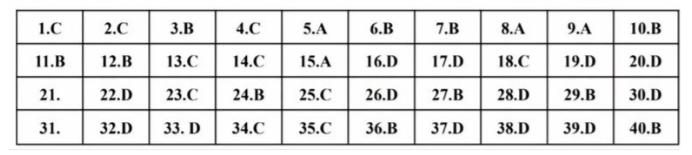 1.C 2.C 3.B 4.C 5.A 6.B 7.B 8.A 9.A 10.B
11.B 12.B 13.C 14.C 15.A 16.D 17.D 18.C 19.D 20.D
21. 22.D 23.C 24.B 25.C 26.D 27.B 28.D 29.B 30.D
31. 32.D 33. D 34.C 35.C 36.B 37.D 38.D 39.D 40.B